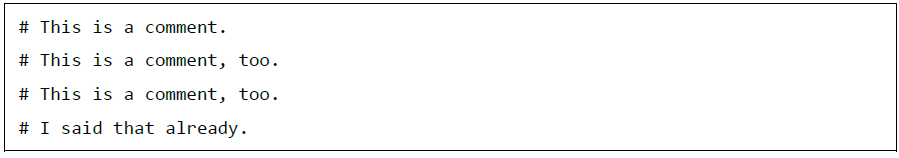 # This is a comment.
# This is a comment, too.
# This is a comment, too.
# I said that already.